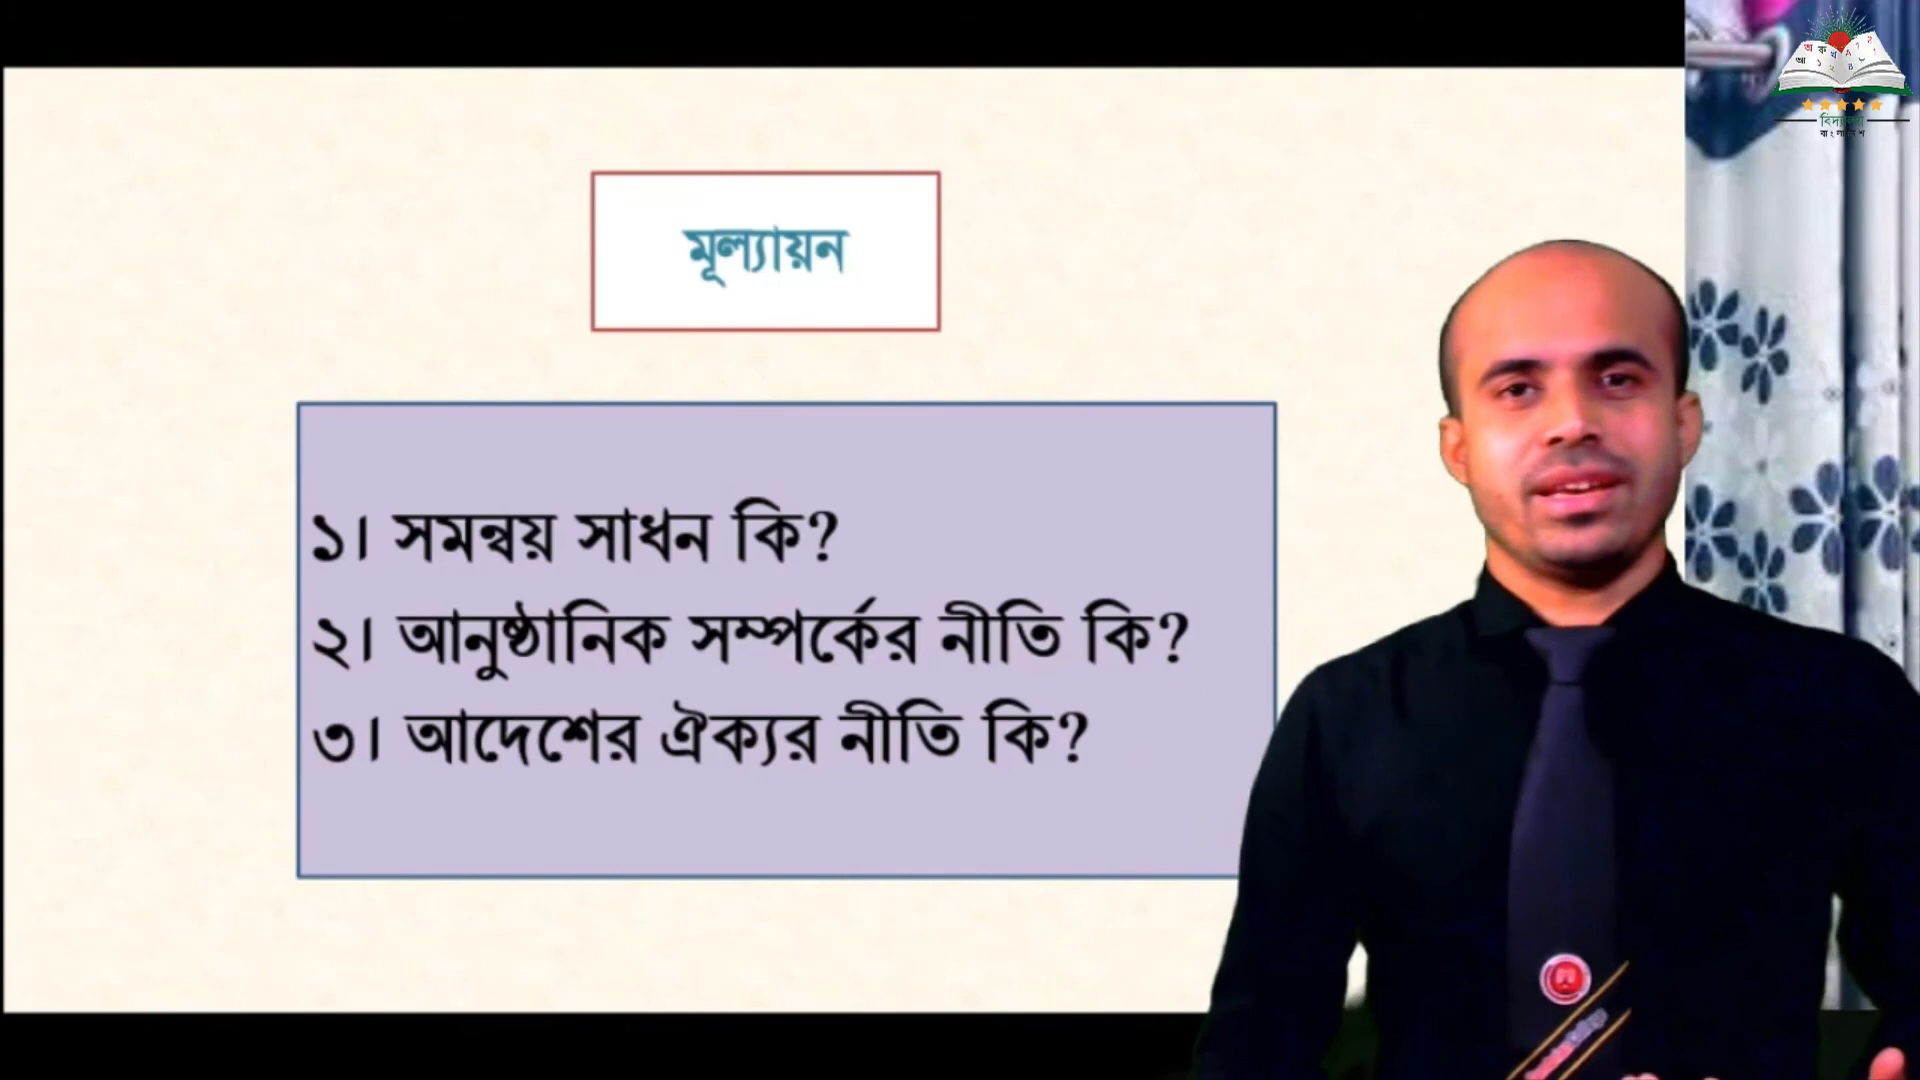 মূল্যায়ন
১। সমন্বয় সাধন কি?
২। আনুষ্ঠানিক সম্পর্কের নীতি কি?
৩। আদেশের ঐক্যর নীতি কি?